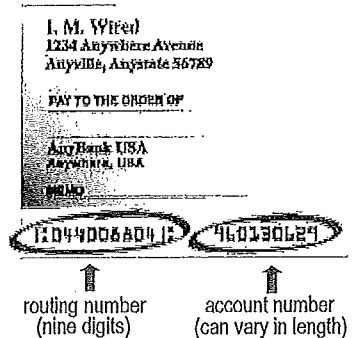 I. M. Wired
1234 Anywhere Avenue
Anyville, Anystate 56789
PAY TO THE ORDER OF
AnyBank USA
Anywhere, USA
MEMO
⑆044006804⑆ 460130624
routing number account number
(nine digits) (can vary in length)